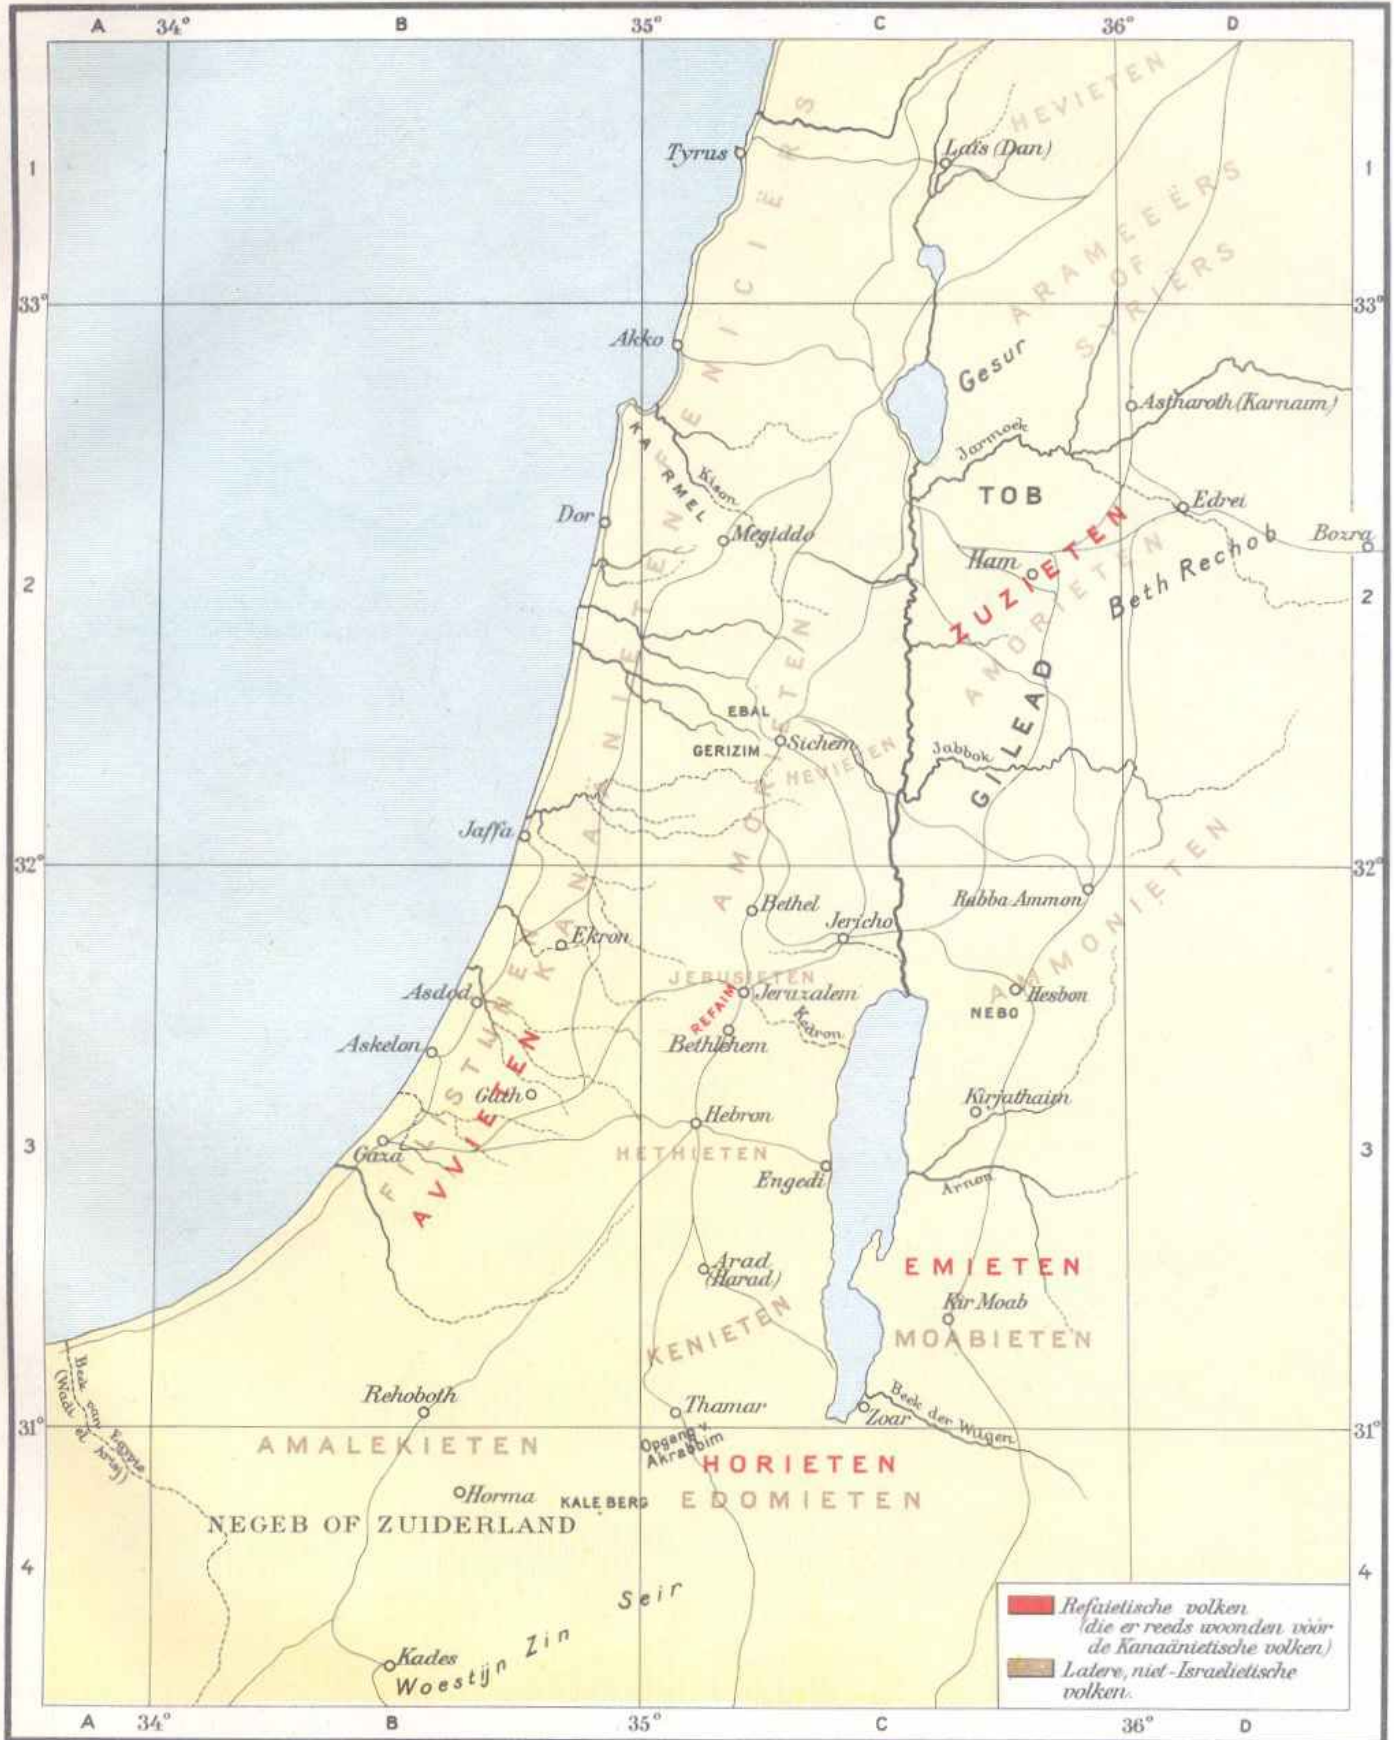 A 34° B 35° C 36° D
HEVIETEN
Tyrus
Laïs (Dan)
1 1
FENICIËRS
ARAMEEËRS
OF
SYRIËRS
33° 33°
Akko
Gesur
Astharoth (Karnaim)
KARMEL
Jarmoek
Kison
TOB
Dor
Megiddo
Edrei
Bozra
Ham
Beth Rechob
2 2
ZUZIETEN
AMORIETEN
KANAÄNIETEN
AMORIETEN
GILEAD
EBAL
Sichem
GERIZIM
HEVIETEN
Jabbok
Jaffa
32° 32°
Rabba Ammon
AMMONIETEN
Bethel
Jericho
Ekron
JEBUSIETEN
Asdod
Jeruzalem
Hesbon
REFAIM
NEBO
Kedron
Askelon
Bethlehem
FILISTIJNEN
AVVIETEN
Gath
Kirjathaim
Hebron
3 3
Gaza
HETHIETEN
Engedi
Arnon
Arad
(Harad)
EMIETEN
Kir Moab
KENIETEN
MOABIETEN
Beek van Egypte
(Wadi el Arisj)
Rehoboth
Thamar
Beek der Wilgen
Zoar
31° 31°
AMALEKIETEN
Opgang v.
Akrabbim
HORIETEN
Horma
KALE BERG
EDOMIETEN
NEGEB OF ZUIDERLAND
4 4
Seir
Kades
Woestijn Zin
Refaietische volken
(die er reeds woonden vóór
de Kanaänietische volken)
Latere, niet-Israelietische
volken.
A 34° B 35° C 36° D